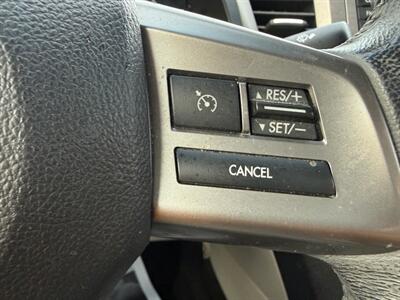 ▲ RES/+
▼ SET/−
CANCEL